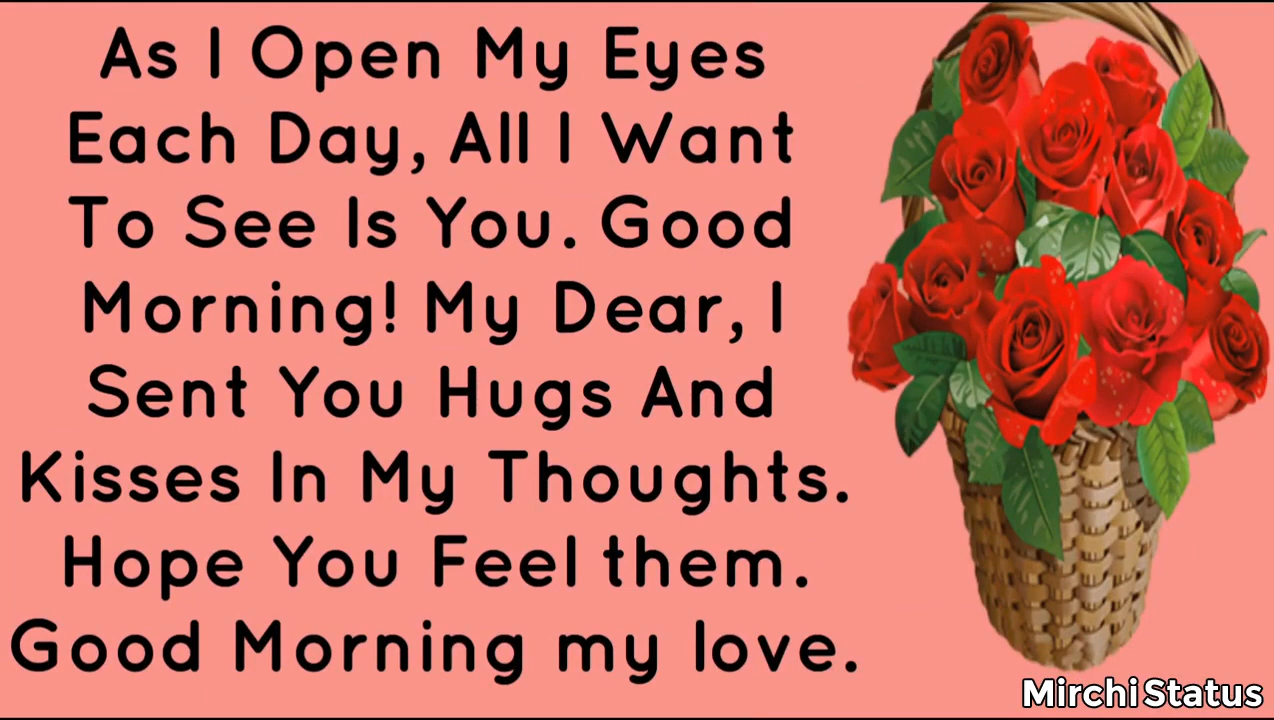 As I Open My Eyes
Each Day, All I Want
To See Is You. Good
Morning! My Dear, I
Sent You Hugs And
Kisses In My Thoughts.
Hope You Feel them.
Good Morning my love.
Mirchi Status